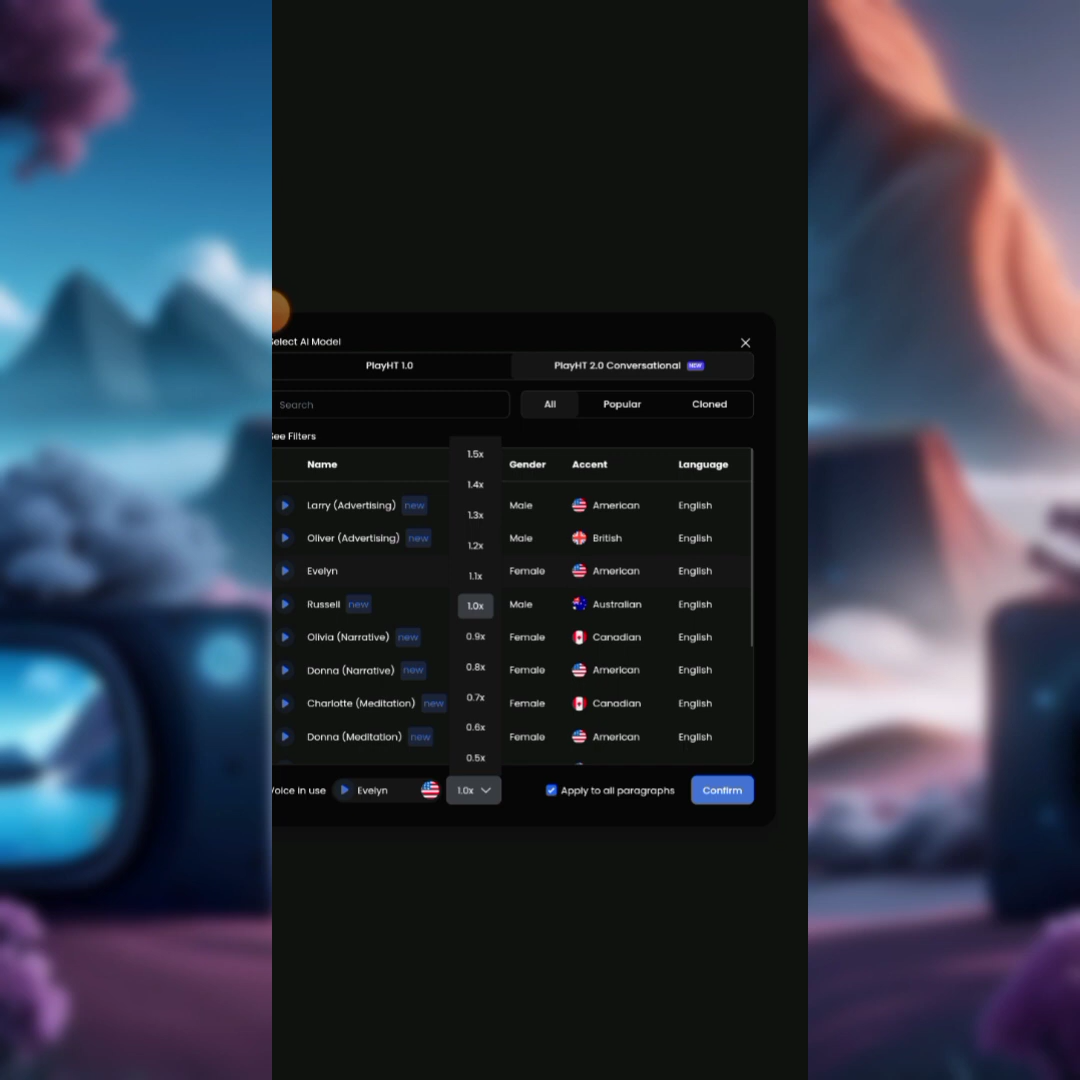 Select AI Model
PlayHT 1.0
PlayHT 2.0 Conversational NEW
Search
All Popular Cloned
See Filters
Name Gender Accent Language
Larry (Advertising) new Male American English
Oliver (Advertising) new Male British English
Evelyn Female American English
Russell new Male Australian English
Olivia (Narrative) new Female Canadian English
Donna (Narrative) new Female American English
Charlotte (Meditation) new Female Canadian English
Donna (Meditation) new Female American English
1.5x
1.4x
1.3x
1.2x
1.1x
1.0x
0.9x
0.8x
0.7x
0.6x
0.5x
Voice in use Evelyn 1.0x Apply to all paragraphs Confirm